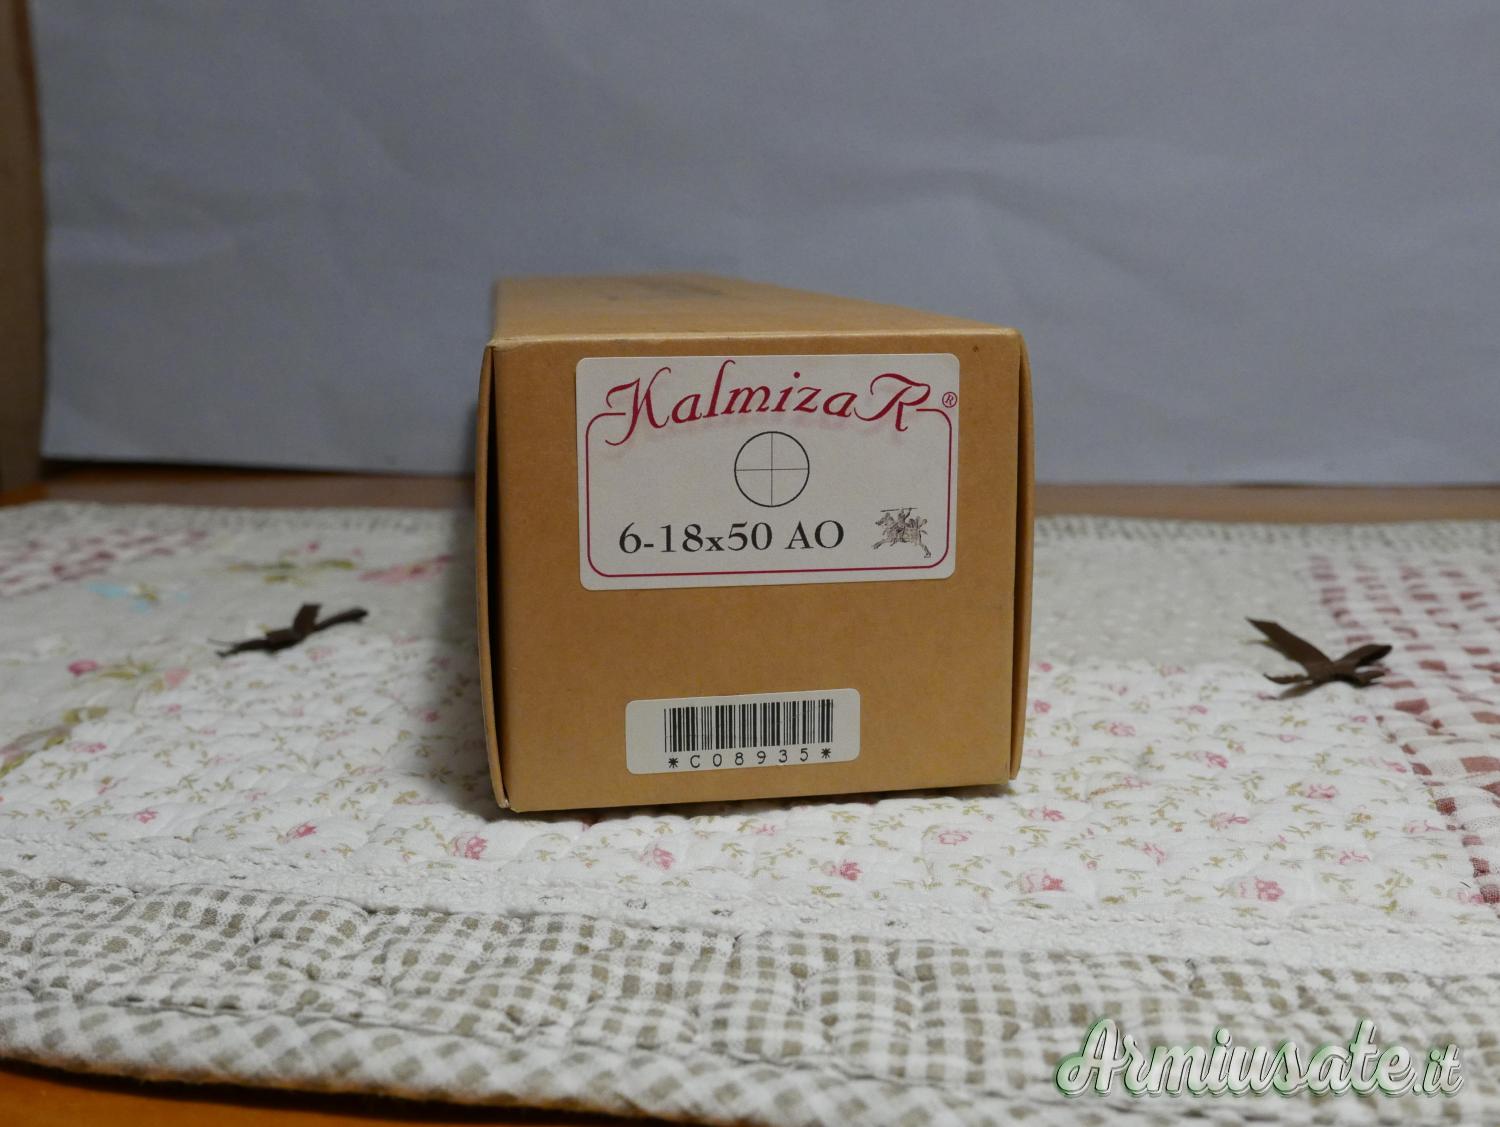 KalmizaR®
6-18x50 AO
*C08935*
Armiusate.it